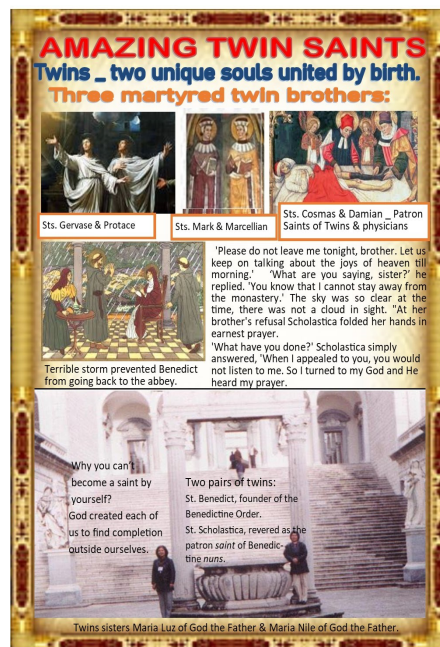 AMAZING TWIN SAINTS
Twins _ two unique souls united by birth.
Three martyred twin brothers:
Sts. Gervase & Protace
Sts. Mark & Marcellian
Sts. Cosmas & Damian _ Patron
Saints of Twins & physicians
'Please do not leave me tonight, brother. Let us
keep on talking about the joys of heaven till
morning.' 'What are you saying, sister?' he
replied. 'You know that I cannot stay away from
the monastery.' The sky was so clear at the
time, there was not a cloud in sight. "At her
brother's refusal Scholastica folded her hands in
earnest prayer.
'What have you done?' Scholastica simply
answered, 'When I appealed to you, you would
not listen to me. So I turned to my God and He
heard my prayer.
Terrible storm prevented Benedict
from going back to the abbey.
Why you can't
become a saint by
yourself?
God created each of
us to find completion
outside ourselves.
Two pairs of twins:
St. Benedict, founder of the
Benedictine Order.
St. Scholastica, revered as the
patron saint of Benedic-
tine nuns.
Twins sisters Maria Luz of God the Father & Maria Nile of God the Father.